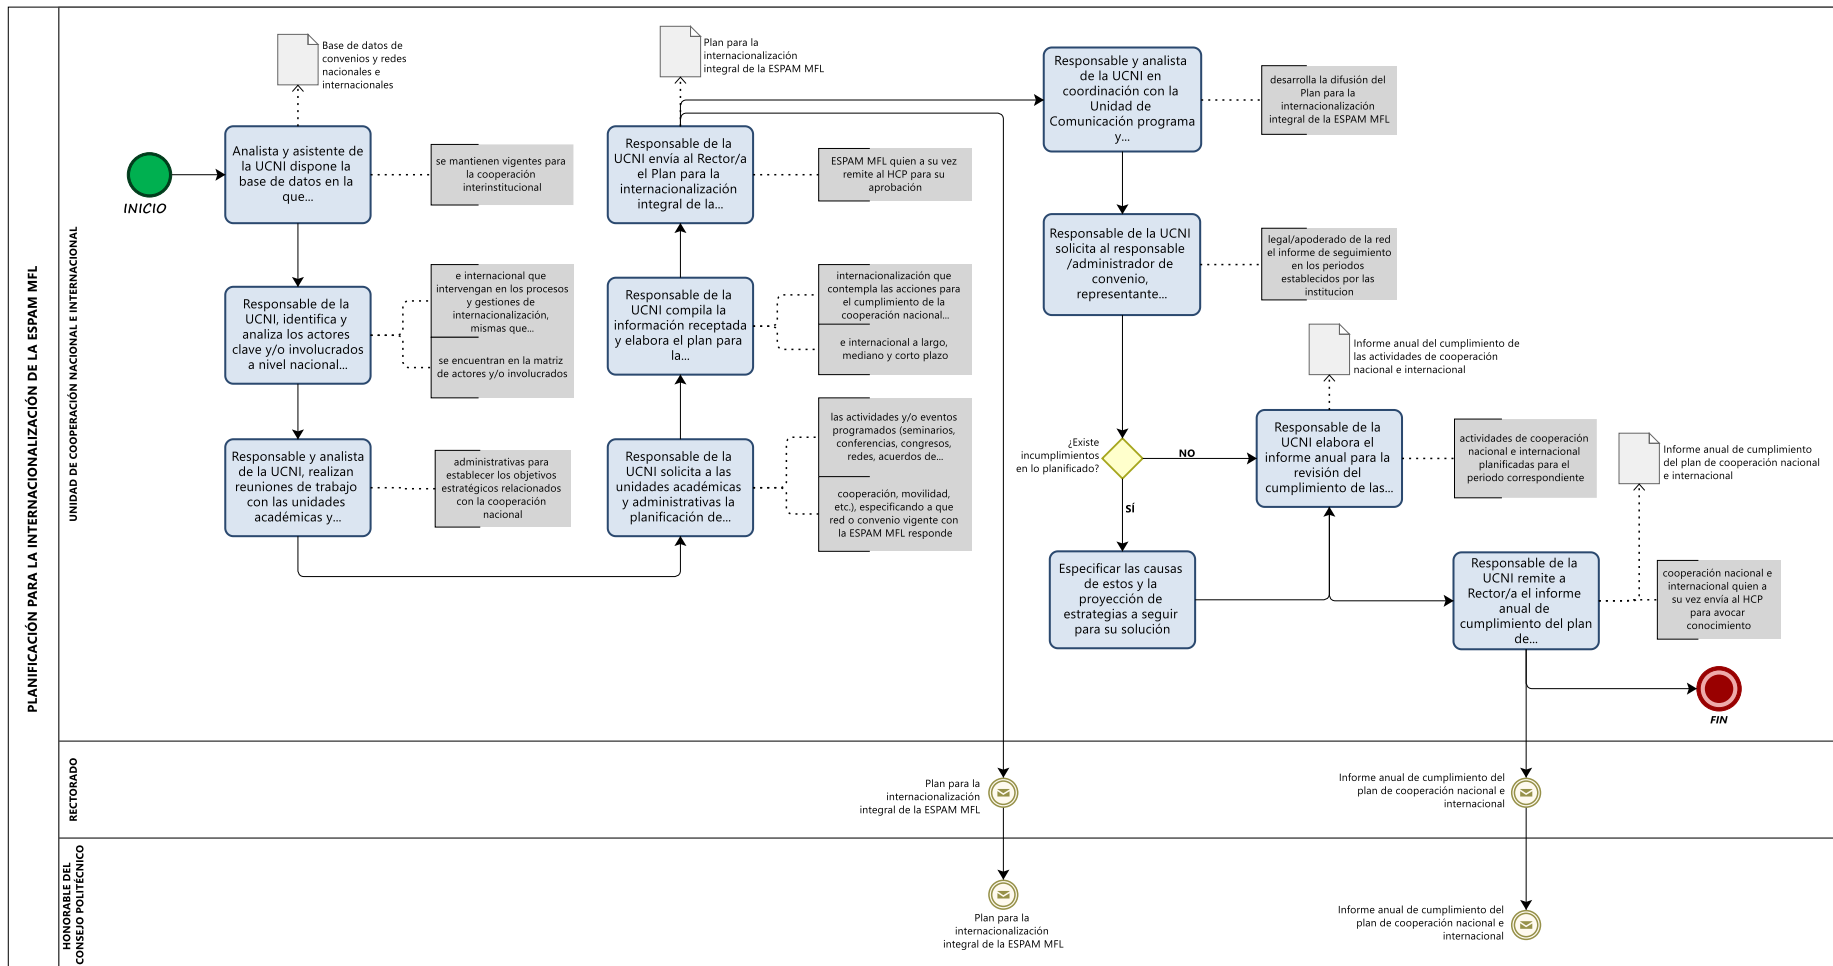 PLANIFICACIÓN PARA LA INTERNACIONALIZACIÓN DE LA ESPAM MFL
UNIDAD DE COOPERACIÓN NACIONAL E INTERNACIONAL
INICIO
Base de datos de
convenios y redes
nacionales e
internacionales
Analista y asistente de
la UCNI dispone la
base de datos en la
que...
se mantienen vigentes para
la cooperación
interinstitucional
Responsable de la
UCNI, identifica y
analiza los actores
clave y/o involucrados
a nivel nacional...
e internacional que
intervengan en los procesos
y gestiones de
internacionalización,
mismas que...
se encuentran en la matriz
de actores y/o involucrados
Responsable y analista
de la UCNI, realizan
reuniones de trabajo
con las unidades
académicas y...
administrativas para
establecer los objetivos
estratégicos relacionados
con la cooperación
nacional
Plan para la
internacionalización
integral de la ESPAM MFL
Responsable de la
UCNI envía al Rector/a
el Plan para la
internacionalización
integral de la...
ESPAM MFL quien a su vez
remite al HCP para su
aprobación
Responsable de la
UCNI compila la
información receptada
y elabora el plan para
la...
internacionalización que
contempla las acciones para
el cumplimiento de la
cooperación nacional...
e internacional a largo,
mediano y corto plazo
Responsable de la
UCNI solicita a las
unidades académicas
y administrativas la
planificación de...
las actividades y/o eventos
programados (seminarios,
conferencias, congresos,
redes, acuerdos de...
cooperación, movilidad,
etc.), especificando a que
red o convenio vigente con
la ESPAM MFL responde
Responsable y analista
de la UCNI en
coordinación con la
Unidad de
Comunicación programa
y...
desarrolla la difusión del
Plan para la
internacionalización
integral de la ESPAM MFL
Responsable de la UCNI
solicita al responsable
/administrador de
convenio,
representante...
legal/apoderado de la red
el informe de seguimiento
en los periodos
establecidos por las
institucion
¿Existe
incumplimientos
en lo planificado?
NO
SÍ
Especificar las causas
de estos y la
proyección de
estrategias a seguir
para su solución
Informe anual del cumplimiento de
las actividades de cooperación
nacional e internacional
Responsable de la
UCNI elabora el
informe anual para la
revisión del
cumplimiento de las...
actividades de cooperación
nacional e internacional
planificadas para el
periodo correspondiente
Informe anual de cumplimiento
del plan de cooperación nacional
e internacional
Responsable de la
UCNI remite a
Rector/a el informe
anual de
cumplimiento del plan
de...
cooperación nacional e
internacional quien a
su vez envía al HCP
para avocar
conocimiento
FIN
RECTORADO
Plan para la
internacionalización
integral de la ESPAM MFL
Informe anual de cumplimiento del
plan de cooperación nacional e
internacional
HONORABLE DEL
CONSEJO POLITÉCNICO
Plan para la
internacionalización
integral de la ESPAM MFL
Informe anual de cumplimiento del
plan de cooperación nacional e
internacional